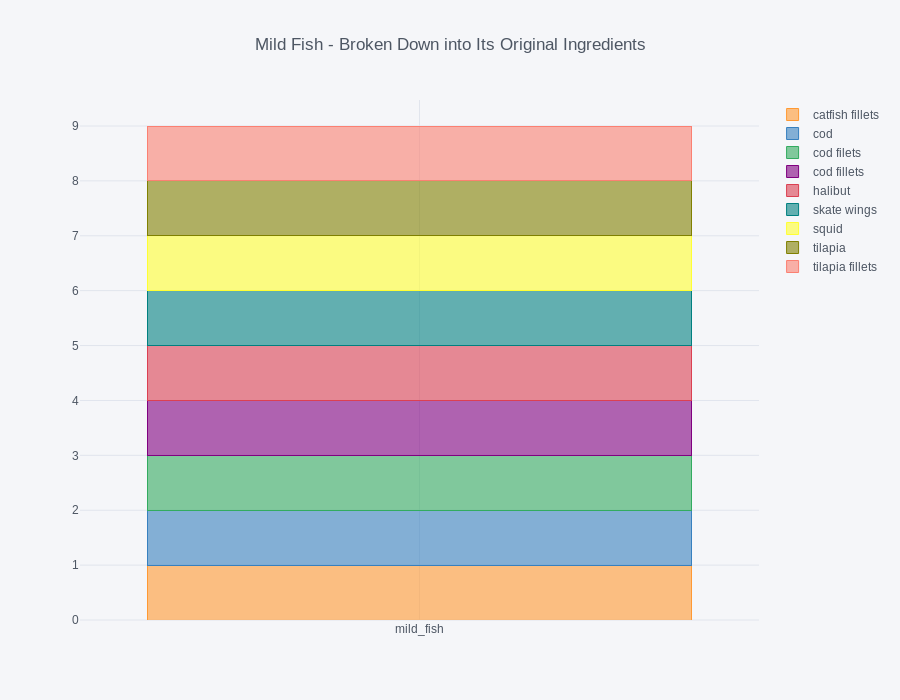 Mild Fish - Broken Down into Its Original Ingredients
9
8
7
6
5
4
3
2
1
0
mild_fish
catfish fillets
cod
cod filets
cod fillets
halibut
skate wings
squid
tilapia
tilapia fillets